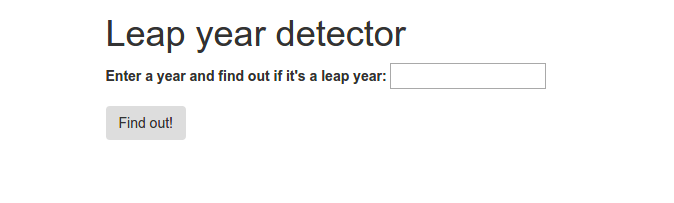 Leap year detector
Enter a year and find out if it's a leap year:
Find out!